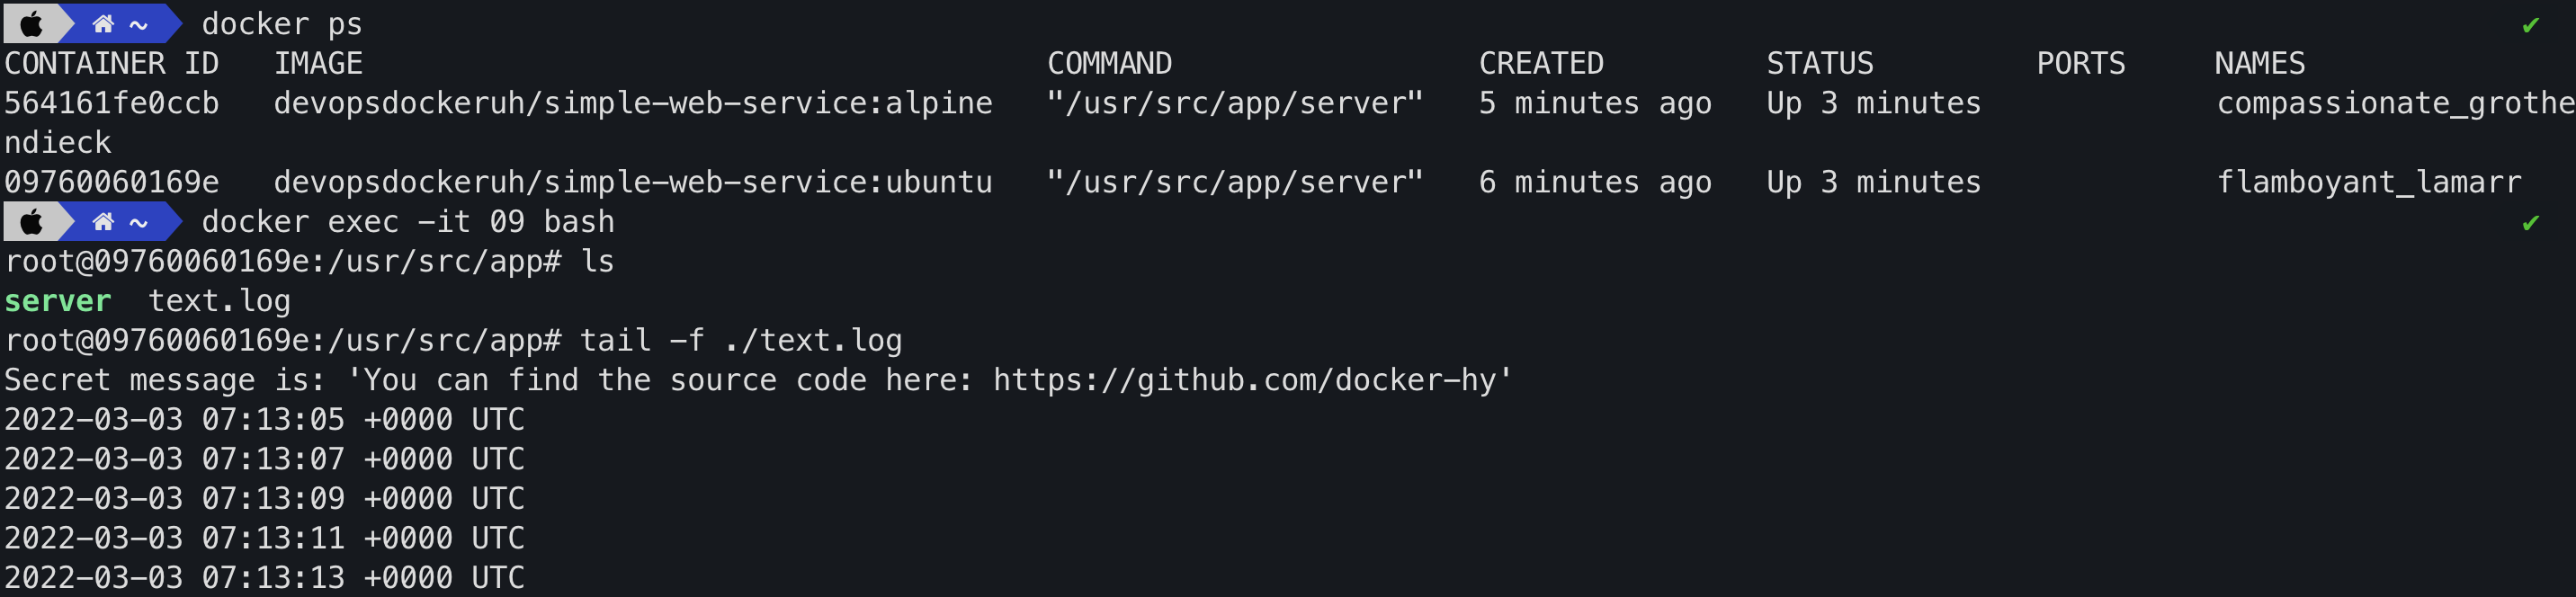 ~ docker ps ✔
CONTAINER ID IMAGE COMMAND CREATED STATUS PORTS NAMES
564161fe0ccb devopsdockeruh/simple-web-service:alpine "/usr/src/app/server" 5 minutes ago Up 3 minutes compassionate_grothe
ndieck
09760060169e devopsdockeruh/simple-web-service:ubuntu "/usr/src/app/server" 6 minutes ago Up 3 minutes flamboyant_lamarr
~ docker exec -it 09 bash ✔
root@09760060169e:/usr/src/app# ls
server text.log
root@09760060169e:/usr/src/app# tail -f ./text.log
Secret message is: 'You can find the source code here: https://github.com/docker-hy'
2022-03-03 07:13:05 +0000 UTC
2022-03-03 07:13:07 +0000 UTC
2022-03-03 07:13:09 +0000 UTC
2022-03-03 07:13:11 +0000 UTC
2022-03-03 07:13:13 +0000 UTC